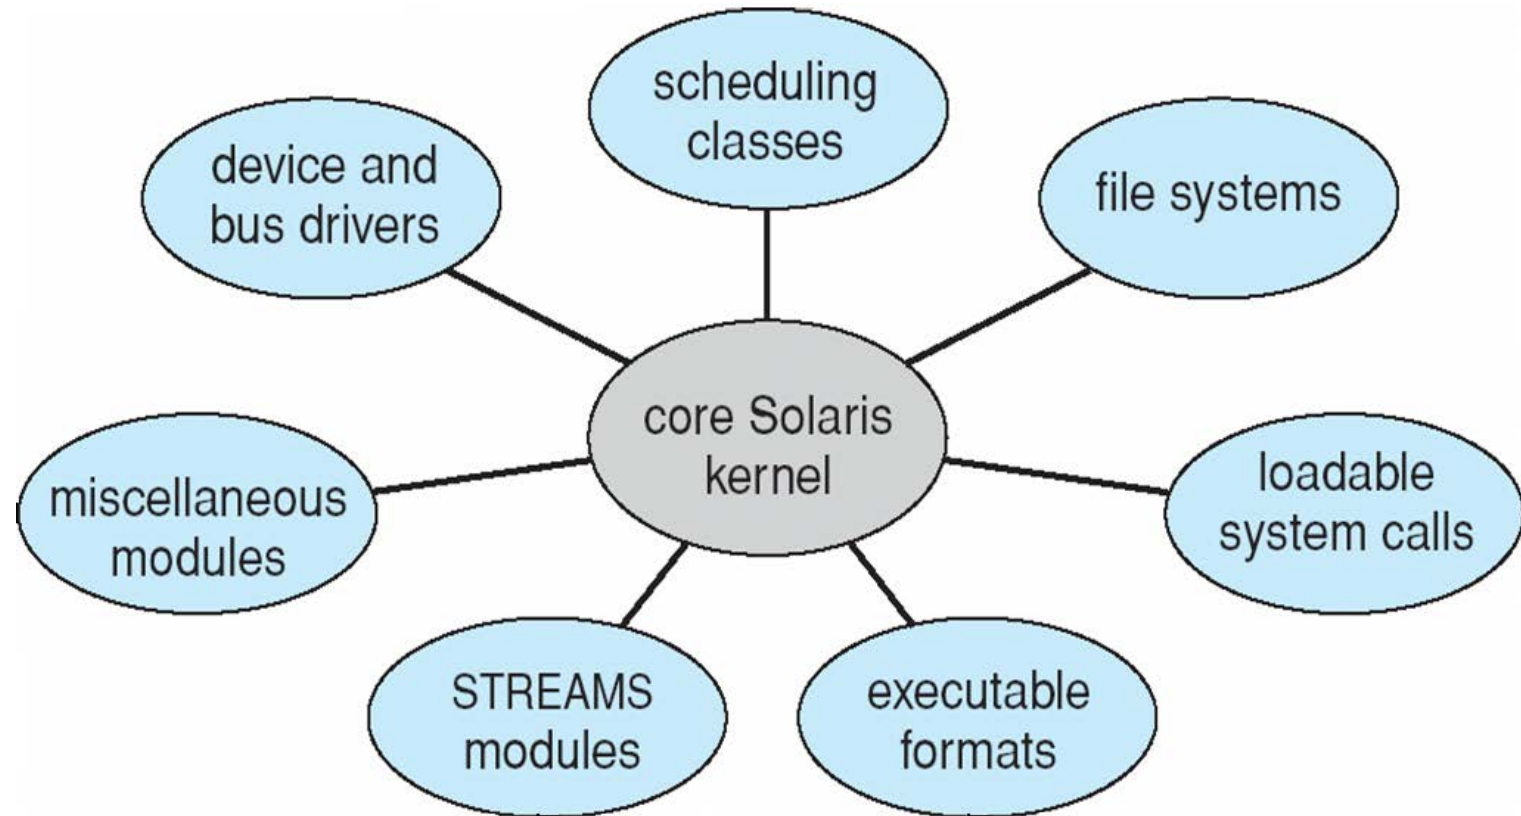 scheduling
classes
device and
bus drivers
file systems
core Solaris
kernel
miscellaneous
modules
loadable
system calls
STREAMS
modules
executable
formats